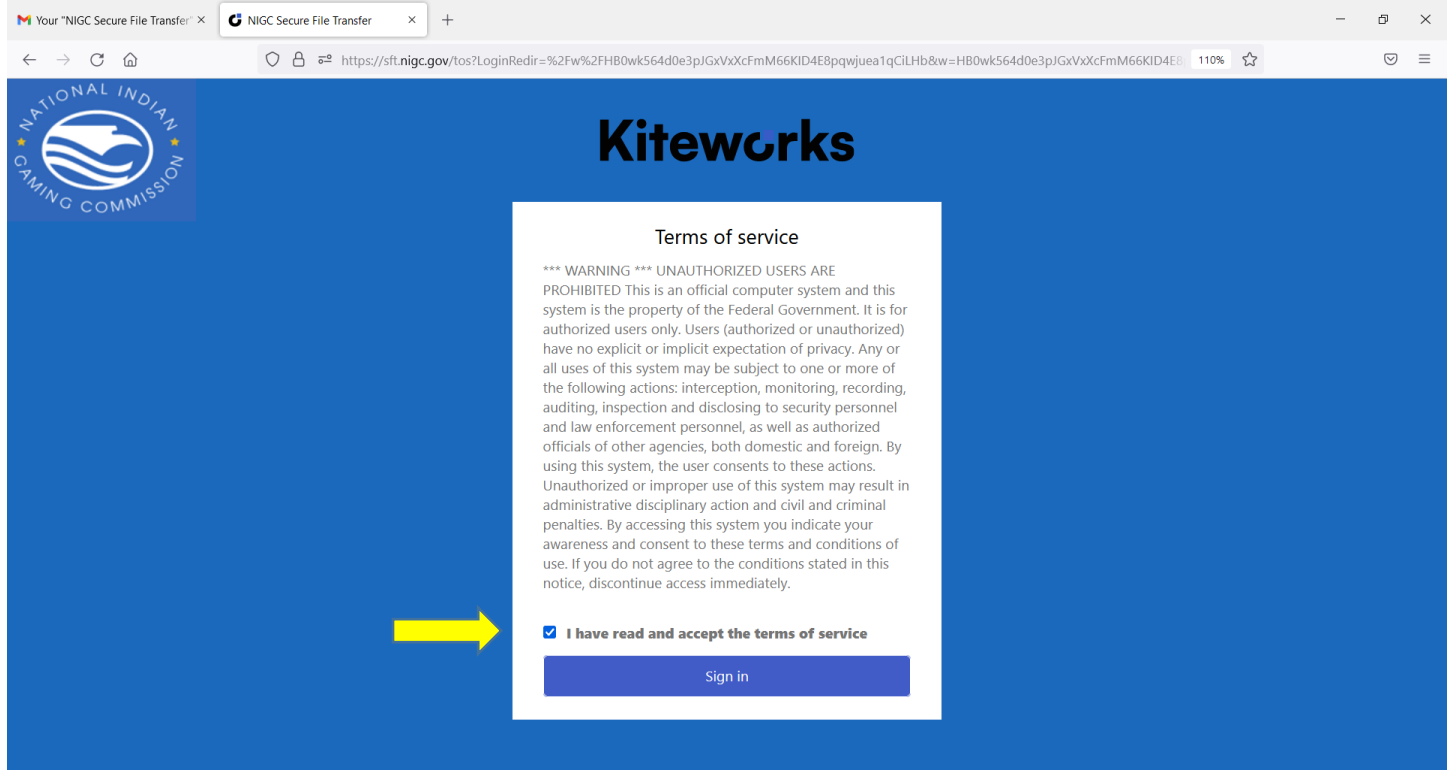 Your "NIGC Secure File Transfer"
NIGC Secure File Transfer
https://sft.nigc.gov/tos?LoginRedir=%2Fw%2FHB0wk564d0e3pJGxVxXcFmM66KID4E8pqwjuea1qCiLHb&w=HB0wk564d0e3pJGxVxXcFmM66KID4E8
110%
NATIONAL INDIAN
GAMING COMMISSION
Kiteworks
Terms of service
*** WARNING *** UNAUTHORIZED USERS ARE
PROHIBITED This is an official computer system and this
system is the property of the Federal Government. It is for
authorized users only. Users (authorized or unauthorized)
have no explicit or implicit expectation of privacy. Any or
all uses of this system may be subject to one or more of
the following actions: interception, monitoring, recording,
auditing, inspection and disclosing to security personnel
and law enforcement personnel, as well as authorized
officials of other agencies, both domestic and foreign. By
using this system, the user consents to these actions.
Unauthorized or improper use of this system may result in
administrative disciplinary action and civil and criminal
penalties. By accessing this system you indicate your
awareness and consent to these terms and conditions of
use. If you do not agree to the conditions stated in this
notice, discontinue access immediately.
I have read and accept the terms of service
Sign in